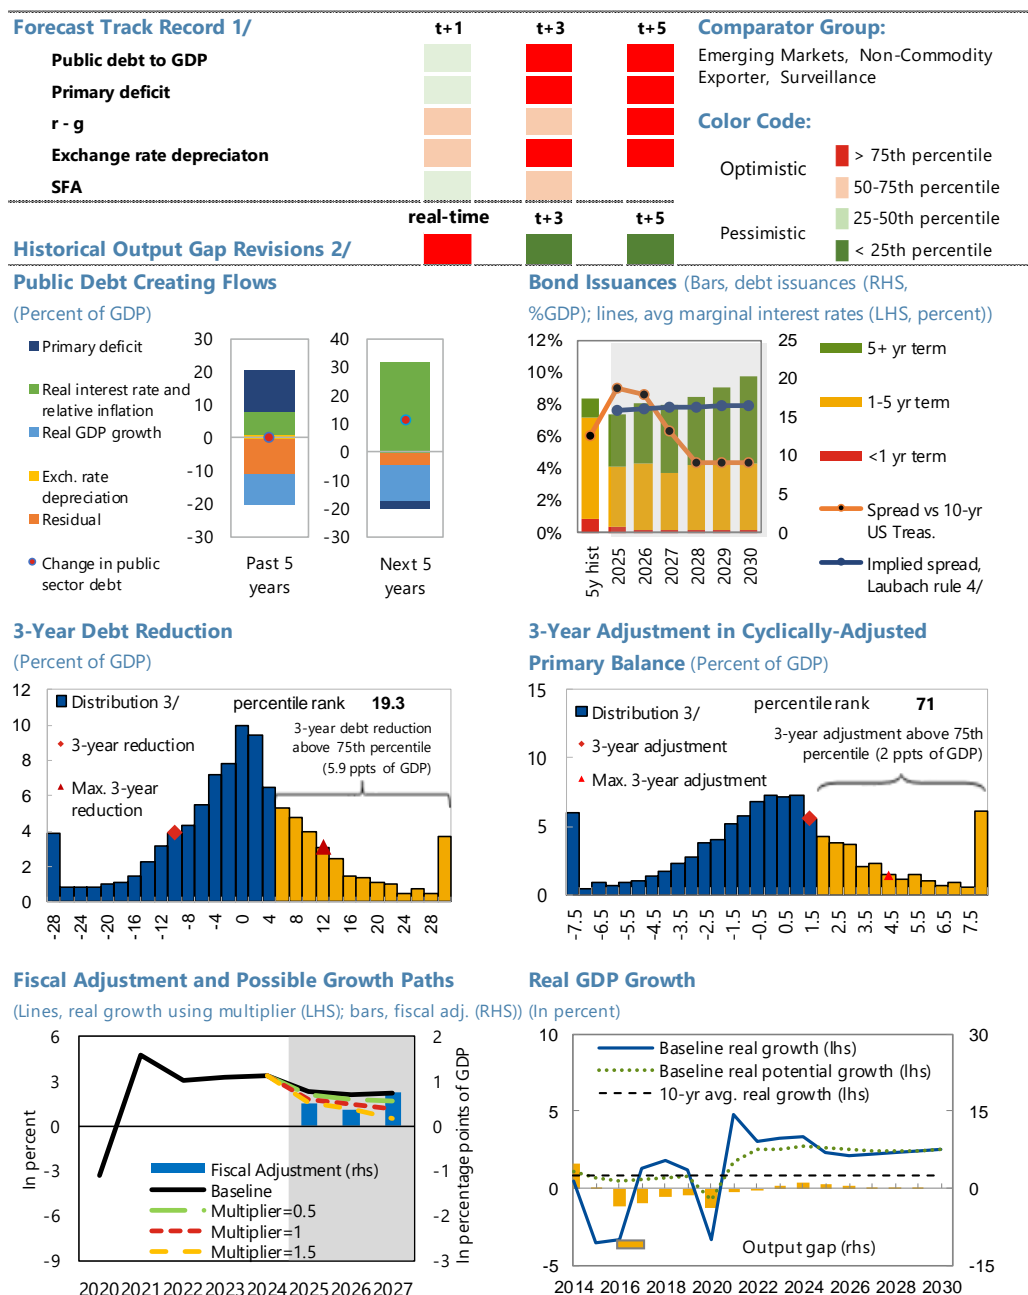 Forecast Track Record 1/ t+1 t+3 t+5
Public debt to GDP
Primary deficit
r - g
Exchange rate depreciaton
SFA
real-time t+3 t+5
Historical Output Gap Revisions 2/
Comparator Group:
Emerging Markets, Non-Commodity
Exporter, Surveillance
Color Code:
Optimistic
Pessimistic
> 75th percentile
50-75th percentile
25-50th percentile
< 25th percentile
Public Debt Creating Flows
(Percent of GDP)
Primary deficit
Real interest rate and
relative inflation
Real GDP growth
Exch. rate
depreciation
Residual
Change in public
sector debt
30
20
10
0
-10
-20
-30
Past 5
years
40
30
20
10
0
-10
-20
-30
Next 5
years
Bond Issuances (Bars, debt issuances (RHS,
%GDP); lines, avg marginal interest rates (LHS, percent))
12%
10%
8%
6%
4%
2%
0%
25
20
15
10
5
0
5y hist 2025 2026 2027 2028 2029 2030
5+ yr term
1-5 yr term
<1 yr term
Spread vs 10-yr
US Treas.
Implied spread,
Laubach rule 4/
3-Year Debt Reduction
(Percent of GDP)
12
10
8
6
4
2
0
Distribution 3/
3-year reduction
Max. 3-year
reduction
percentile rank 19.3
3-year debt reduction
above 75th percentile
(5.9 ppts of GDP)
-28 -24 -20 -16 -12 -8 -4 0 4 8 12 16 20 24 28
3-Year Adjustment in Cyclically-Adjusted
Primary Balance (Percent of GDP)
15
10
5
0
Distribution 3/
3-year adjustment
Max. 3-year adjustment
percentile rank 71
3-year adjustment above 75th
percentile (2 ppts of GDP)
-7.5 -6.5 -5.5 -4.5 -3.5 -2.5 -1.5 -0.5 0.5 1.5 2.5 3.5 4.5 5.5 6.5 7.5
Fiscal Adjustment and Possible Growth Paths
(Lines, real growth using multiplier (LHS); bars, fiscal adj. (RHS))
In percent
6
3
0
-3
-6
-9
2
1
0
-1
-2
-3
In percentage points of GDP
Fiscal Adjustment (rhs)
Baseline
Multiplier=0.5
Multiplier=1
Multiplier=1.5
2020 2021 2022 2023 2024 2025 2026 2027
Real GDP Growth
(In percent)
10
5
0
-5
30
15
0
-15
Baseline real growth (lhs)
Baseline real potential growth (lhs)
10-yr avg. real growth (lhs)
Output gap (rhs)
2014 2016 2018 2020 2022 2024 2026 2028 2030